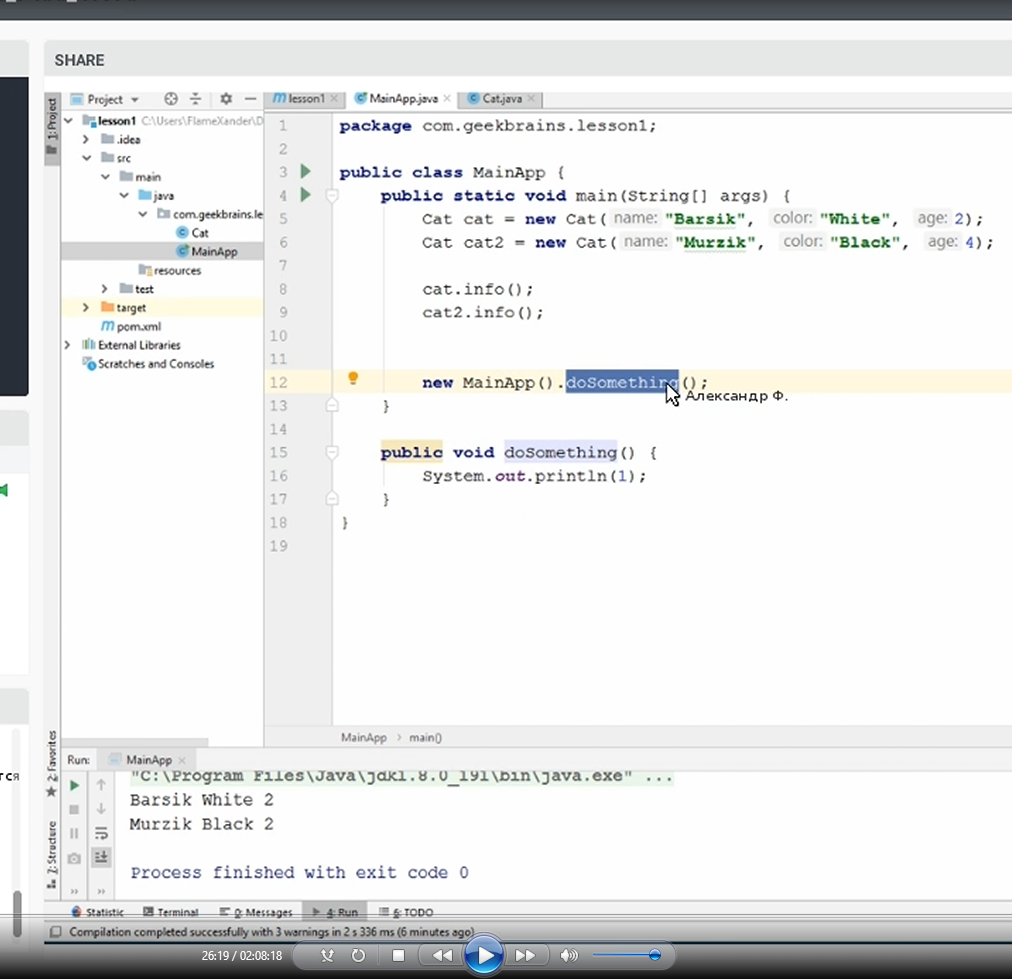 SHARE
1: Project
Project
lesson1
MainApp.java
Cat.java
lesson1 C:\Users\FlameXander\D
.idea
src
main
java
com.geekbrains.le
Cat
MainApp
resources
test
target
pom.xml
External Libraries
Scratches and Consoles
1 package com.geekbrains.lesson1;
2
3 public class MainApp {
4 public static void main(String[] args) {
5 Cat cat = new Cat( name: "Barsik", color: "White", age: 2);
6 Cat cat2 = new Cat( name: "Murzik", color: "Black", age: 4);
7
8 cat.info();
9 cat2.info();
10
11
12 new MainApp().doSomething();
Александр Ф.
13 }
14
15 public void doSomething() {
16 System.out.println(1);
17 }
18 }
19
MainApp › main()
2: Favorites
7: Structure
тся
Run: MainApp
"C:\Program Files\Java\jdk1.8.0_191\bin\java.exe" ...
Barsik White 2
Murzik Black 2
Process finished with exit code 0
Statistic Terminal 0: Messages 4: Run 6: TODO
Compilation completed successfully with 3 warnings in 2 s 336 ms (6 minutes ago)
26:19 / 02:08:18